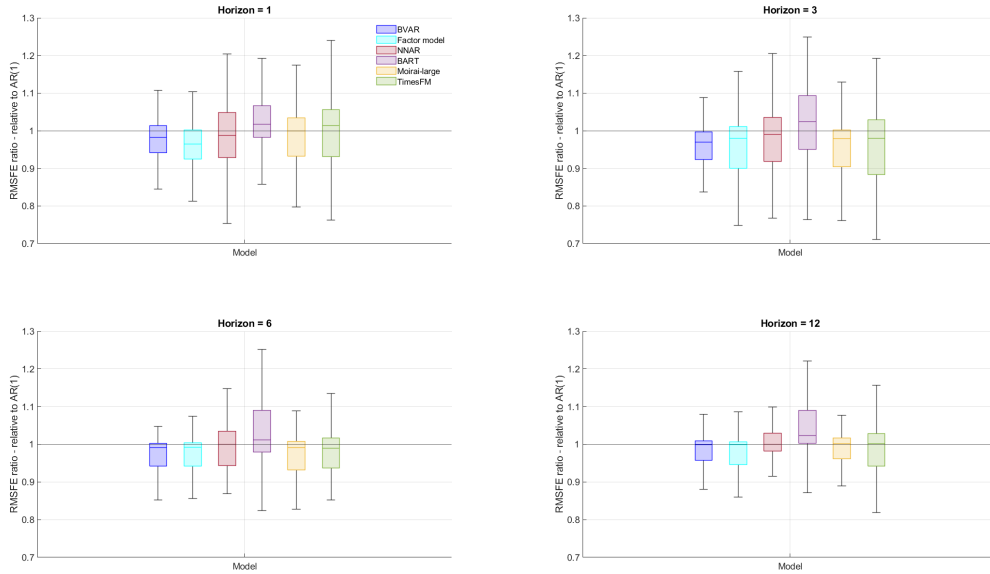 Horizon = 1
1.3
1.2
1.1
1
0.9
0.8
0.7
RMSFE ratio - relative to AR(1)
Model
BVAR
Factor model
NNAR
BART
Moirai-large
TimesFM
Horizon = 3
1.3
1.2
1.1
1
0.9
0.8
0.7
RMSFE ratio - relative to AR(1)
Model
Horizon = 6
1.3
1.2
1.1
1
0.9
0.8
0.7
RMSFE ratio - relative to AR(1)
Model
Horizon = 12
1.3
1.2
1.1
1
0.9
0.8
0.7
RMSFE ratio - relative to AR(1)
Model